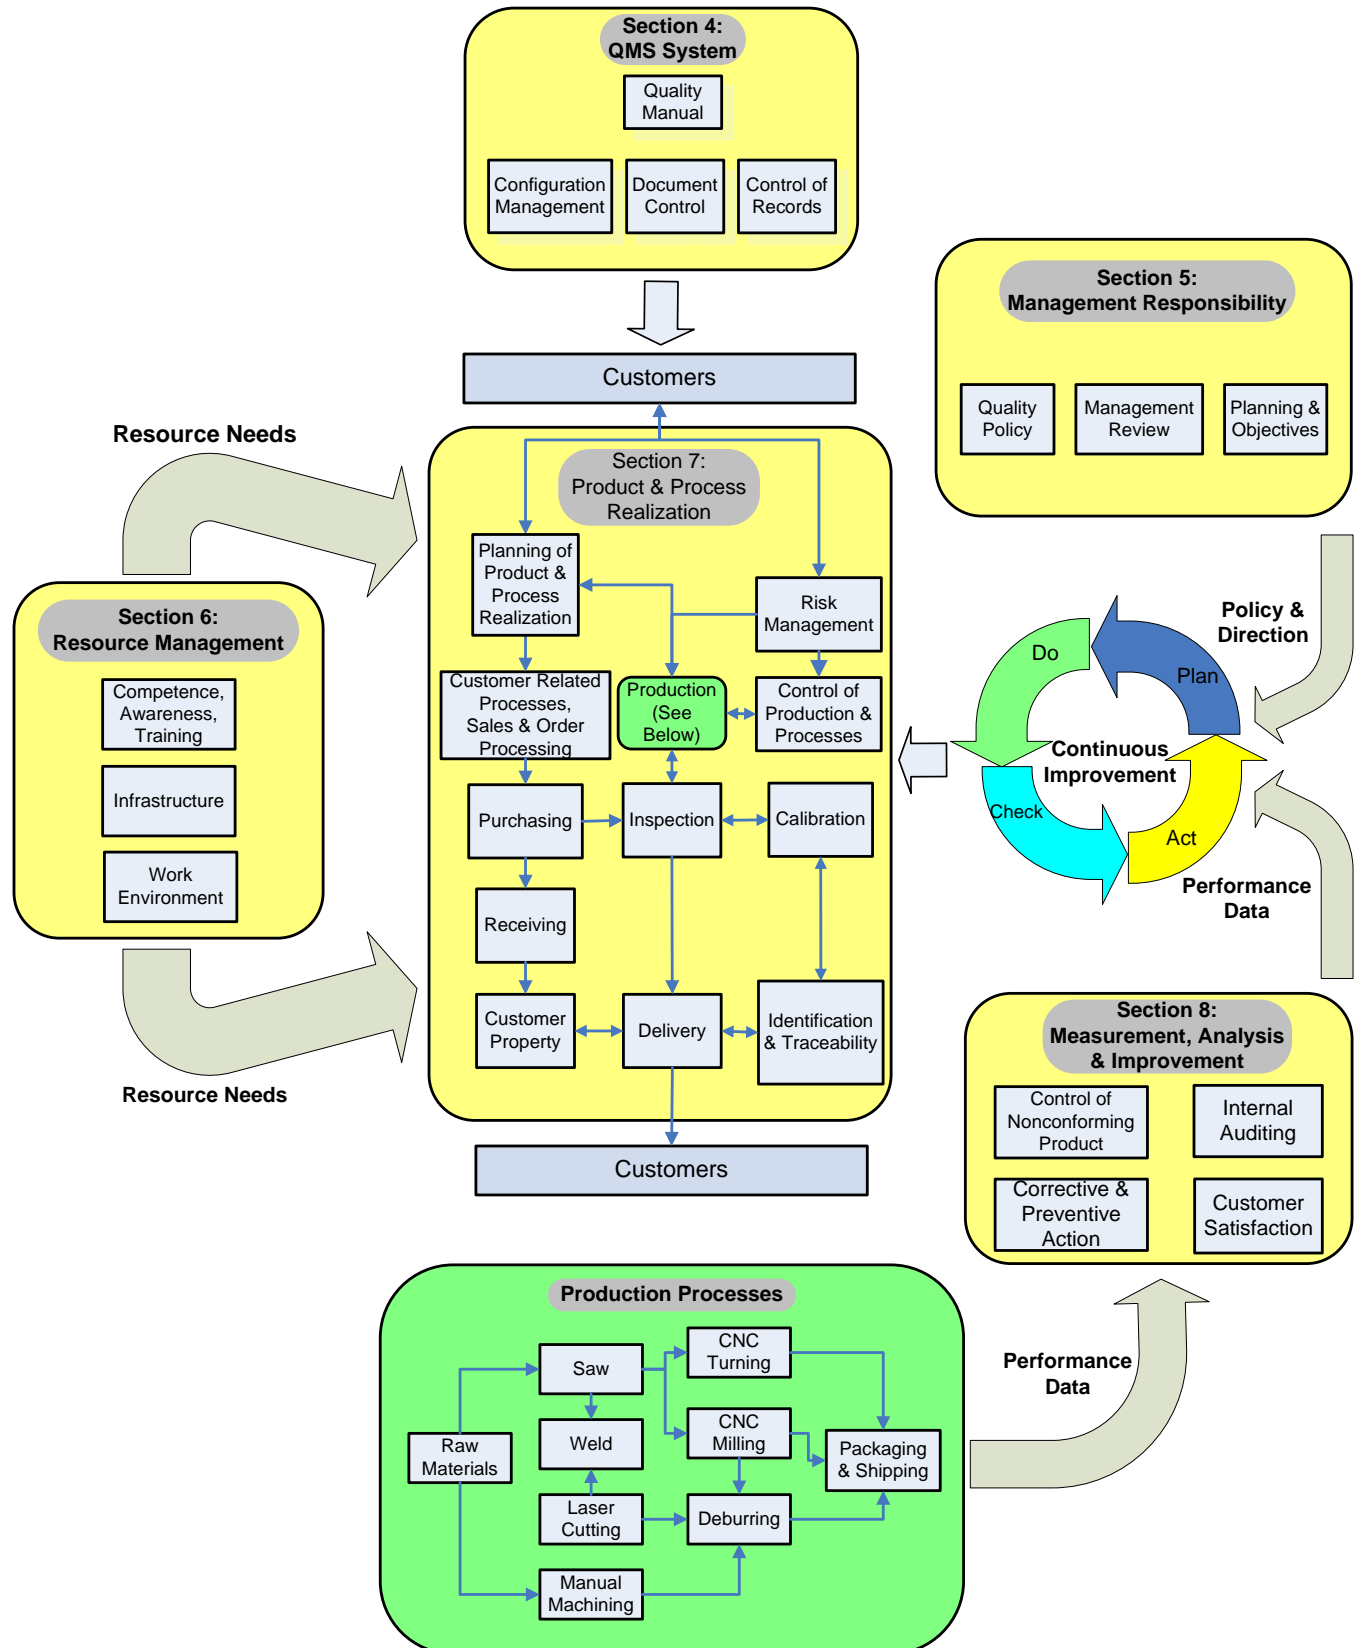 Section 4:
QMS System
Quality
Manual
Configuration
Management
Document
Control
Control of
Records
Section 5:
Management Responsibility
Quality
Policy
Management
Review
Planning &
Objectives
Customers
Resource Needs
Section 7:
Product & Process
Realization
Planning of
Product &
Process
Realization
Risk
Management
Customer Related
Processes,
Sales & Order
Processing
Production
(See
Below)
Control of
Production &
Processes
Purchasing
Inspection
Calibration
Receiving
Customer
Property
Delivery
Identification
& Traceability
Customers
Section 6:
Resource Management
Competence,
Awareness,
Training
Infrastructure
Work
Environment
Resource Needs
Policy &
Direction
Do
Plan
Continuous
Improvement
Check
Act
Performance
Data
Section 8:
Measurement, Analysis
& Improvement
Control of
Nonconforming
Product
Internal
Auditing
Corrective &
Preventive
Action
Customer
Satisfaction
Production Processes
Saw
CNC
Turning
Weld
CNC
Milling
Raw
Materials
Packaging
& Shipping
Laser
Cutting
Deburring
Manual
Machining
Performance
Data